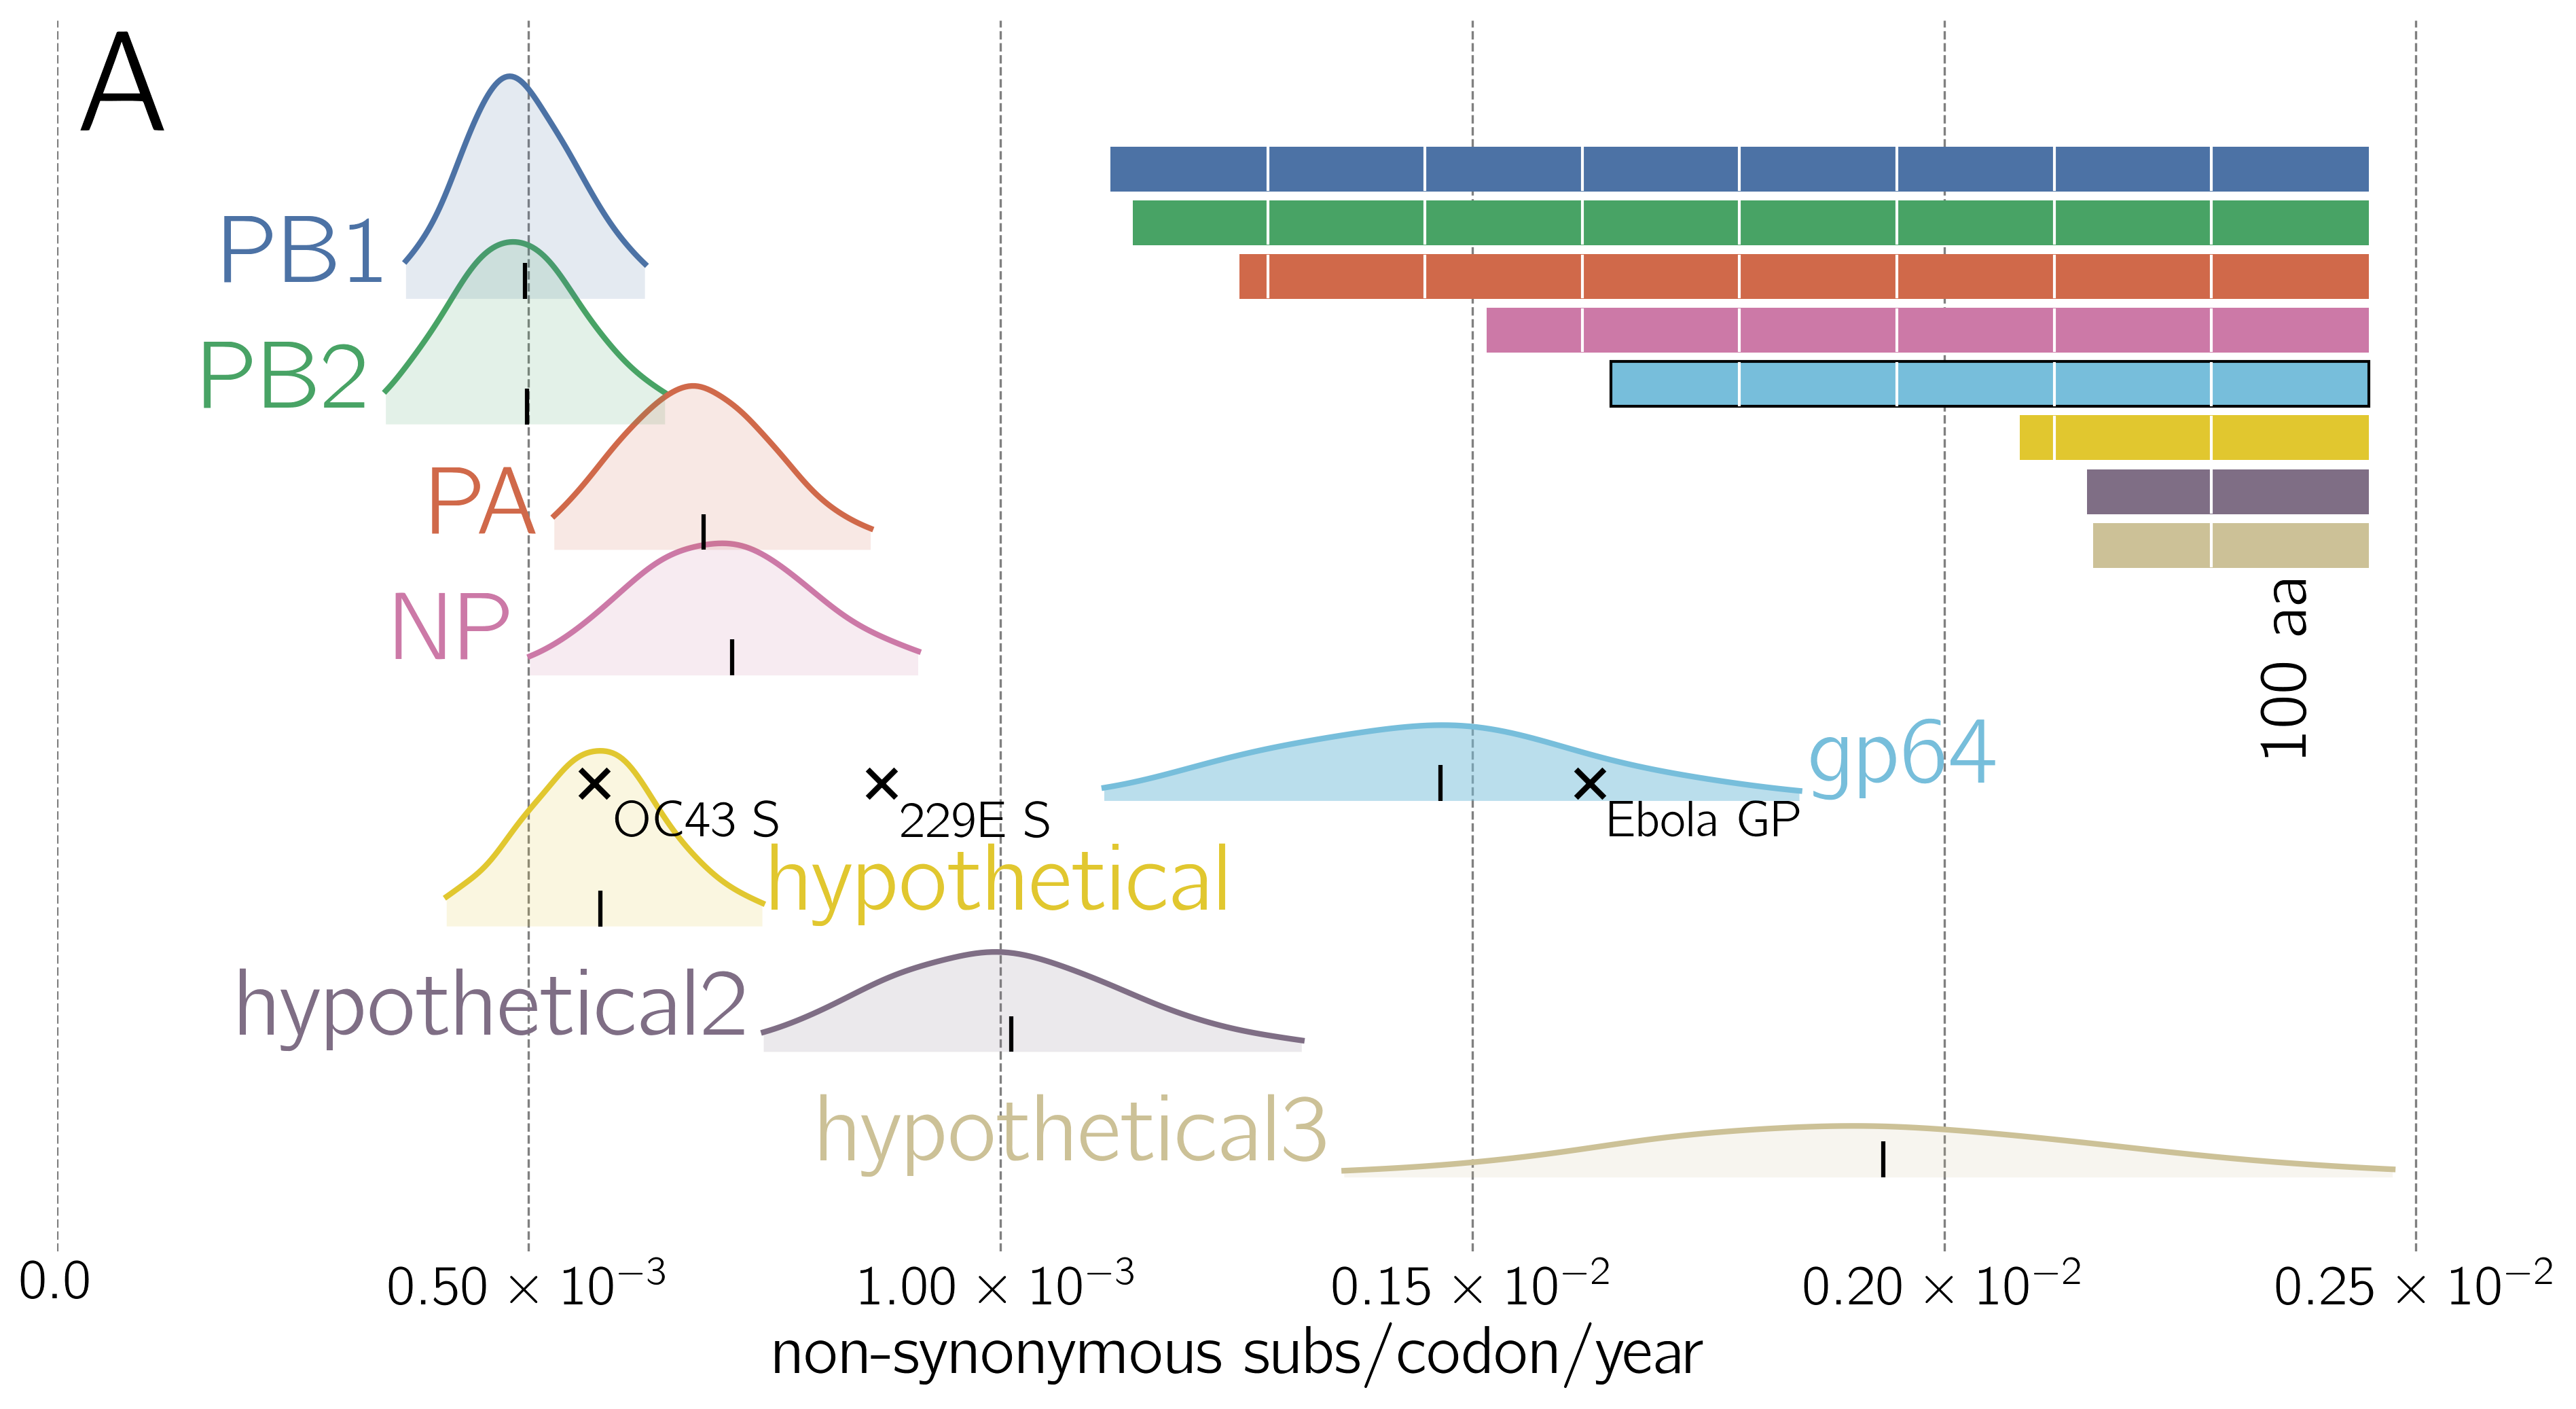 A
PB1
PB2
PA
NP
gp64
OC43 S
229E S
Ebola GP
hypothetical
hypothetical2
hypothetical3
100 aa
0.0
0.50 × 10⁻³
1.00 × 10⁻³
0.15 × 10⁻²
0.20 × 10⁻²
0.25 × 10⁻²
non-synonymous subs/codon/year